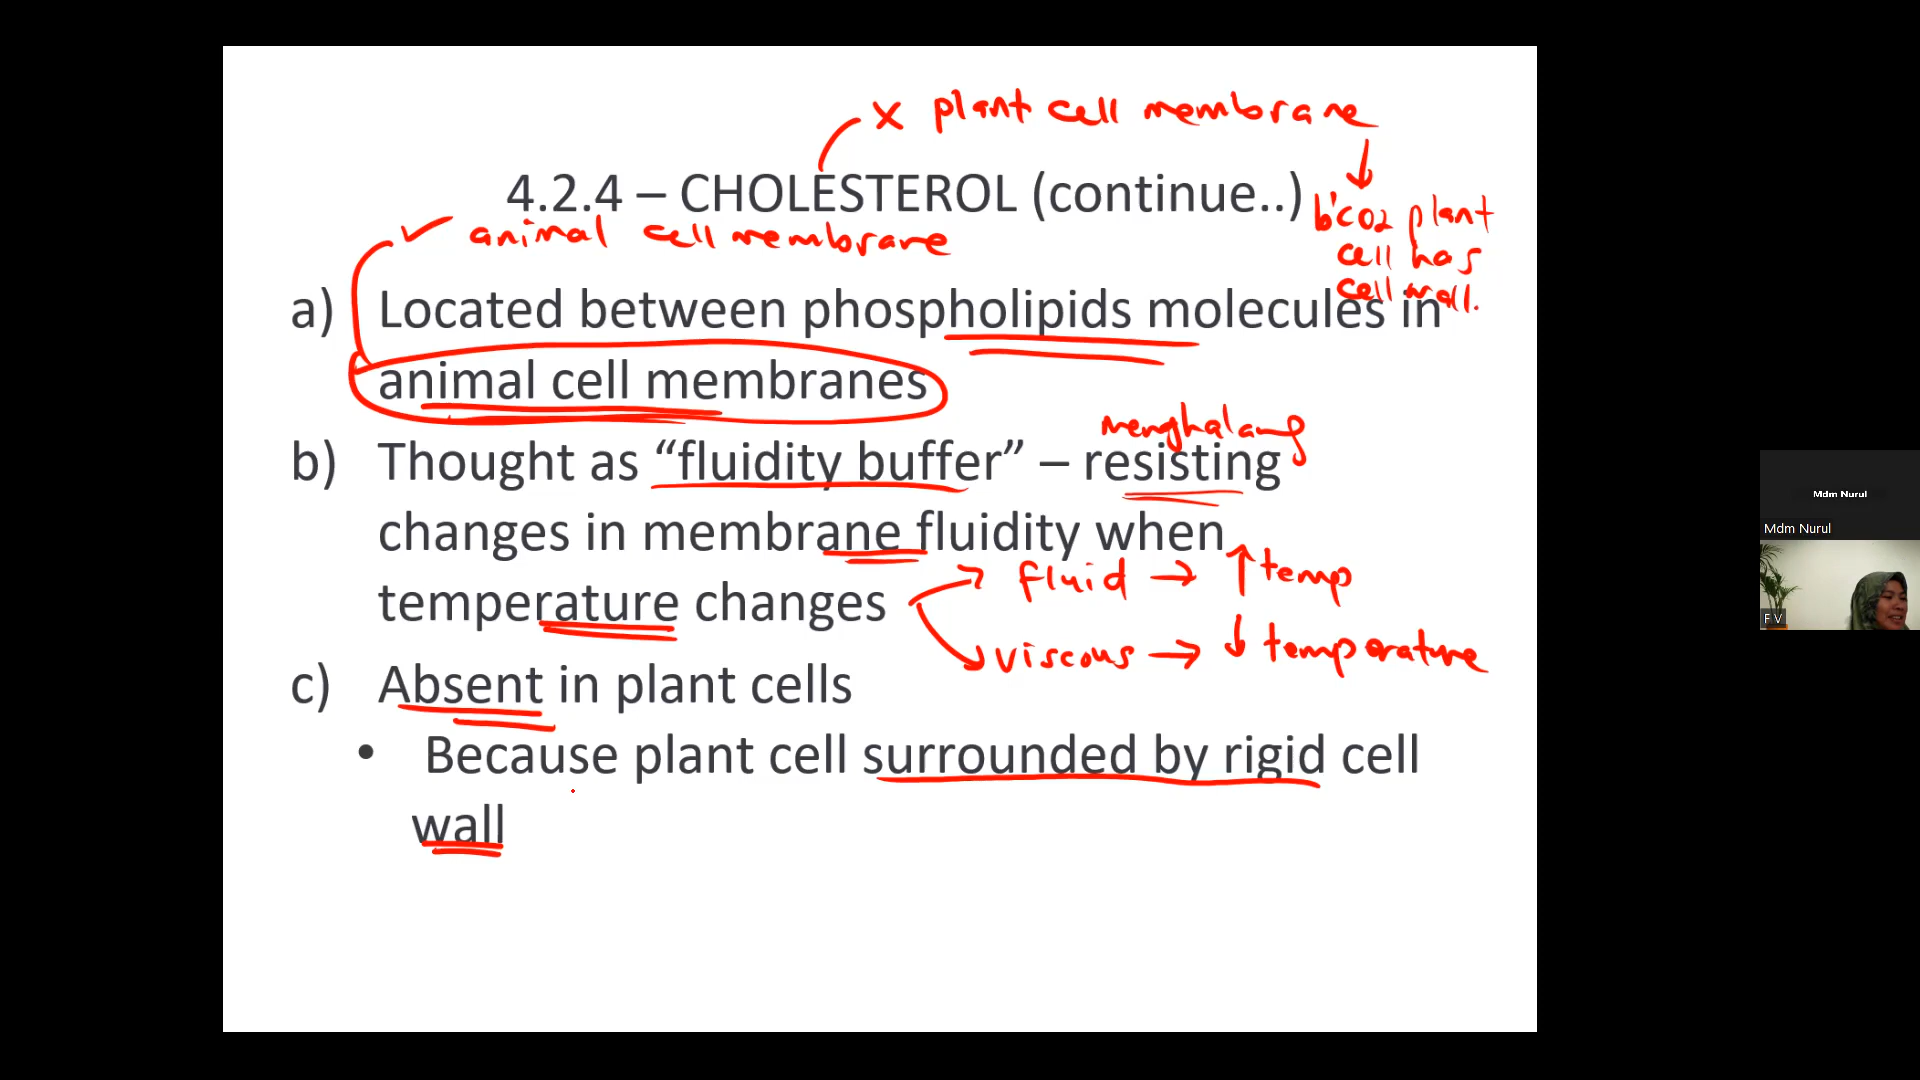 x plant cell membrane
4.2.4 – CHOLESTEROL (continue..)
b'coz plant
cell has
cell wall.
✓ animal cell membrane
a) Located between phospholipids molecules in
animal cell membranes
menghalang
b) Thought as “fluidity buffer” – resisting
changes in membrane fluidity when
temperature changes
→ fluid → ↑ temp
→ viscous → ↓ temperature
c) Absent in plant cells
• Because plant cell surrounded by rigid cell
wall
Mdm Nurul
Mdm Nurul
F V